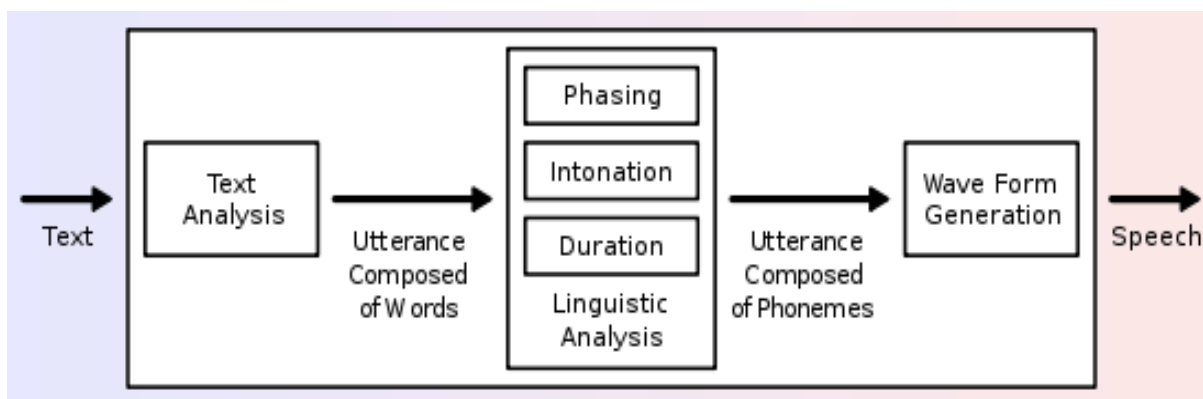 Text
Text
Analysis
Utterance
Composed
of Words
Phasing
Intonation
Duration
Linguistic
Analysis
Utterance
Composed
of Phonemes
Wave Form
Generation
Speech